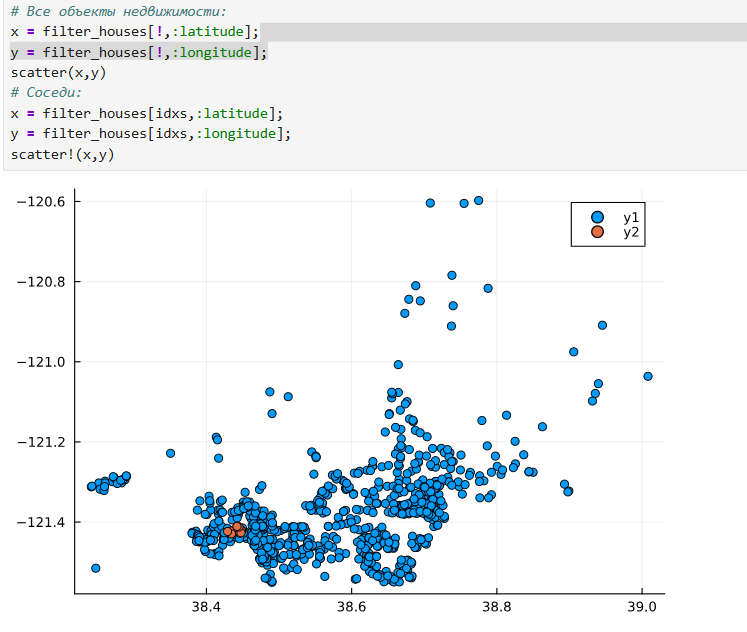 # Все объекты недвижимости:
x = filter_houses[!,:latitude];
y = filter_houses[!,:longitude];
scatter(x,y)
# Соседи:
x = filter_houses[idxs,:latitude];
y = filter_houses[idxs,:longitude];
scatter!(x,y)
−120.6
y1
y2
−120.8
−121.0
−121.2
−121.4
38.4 38.6 38.8 39.0